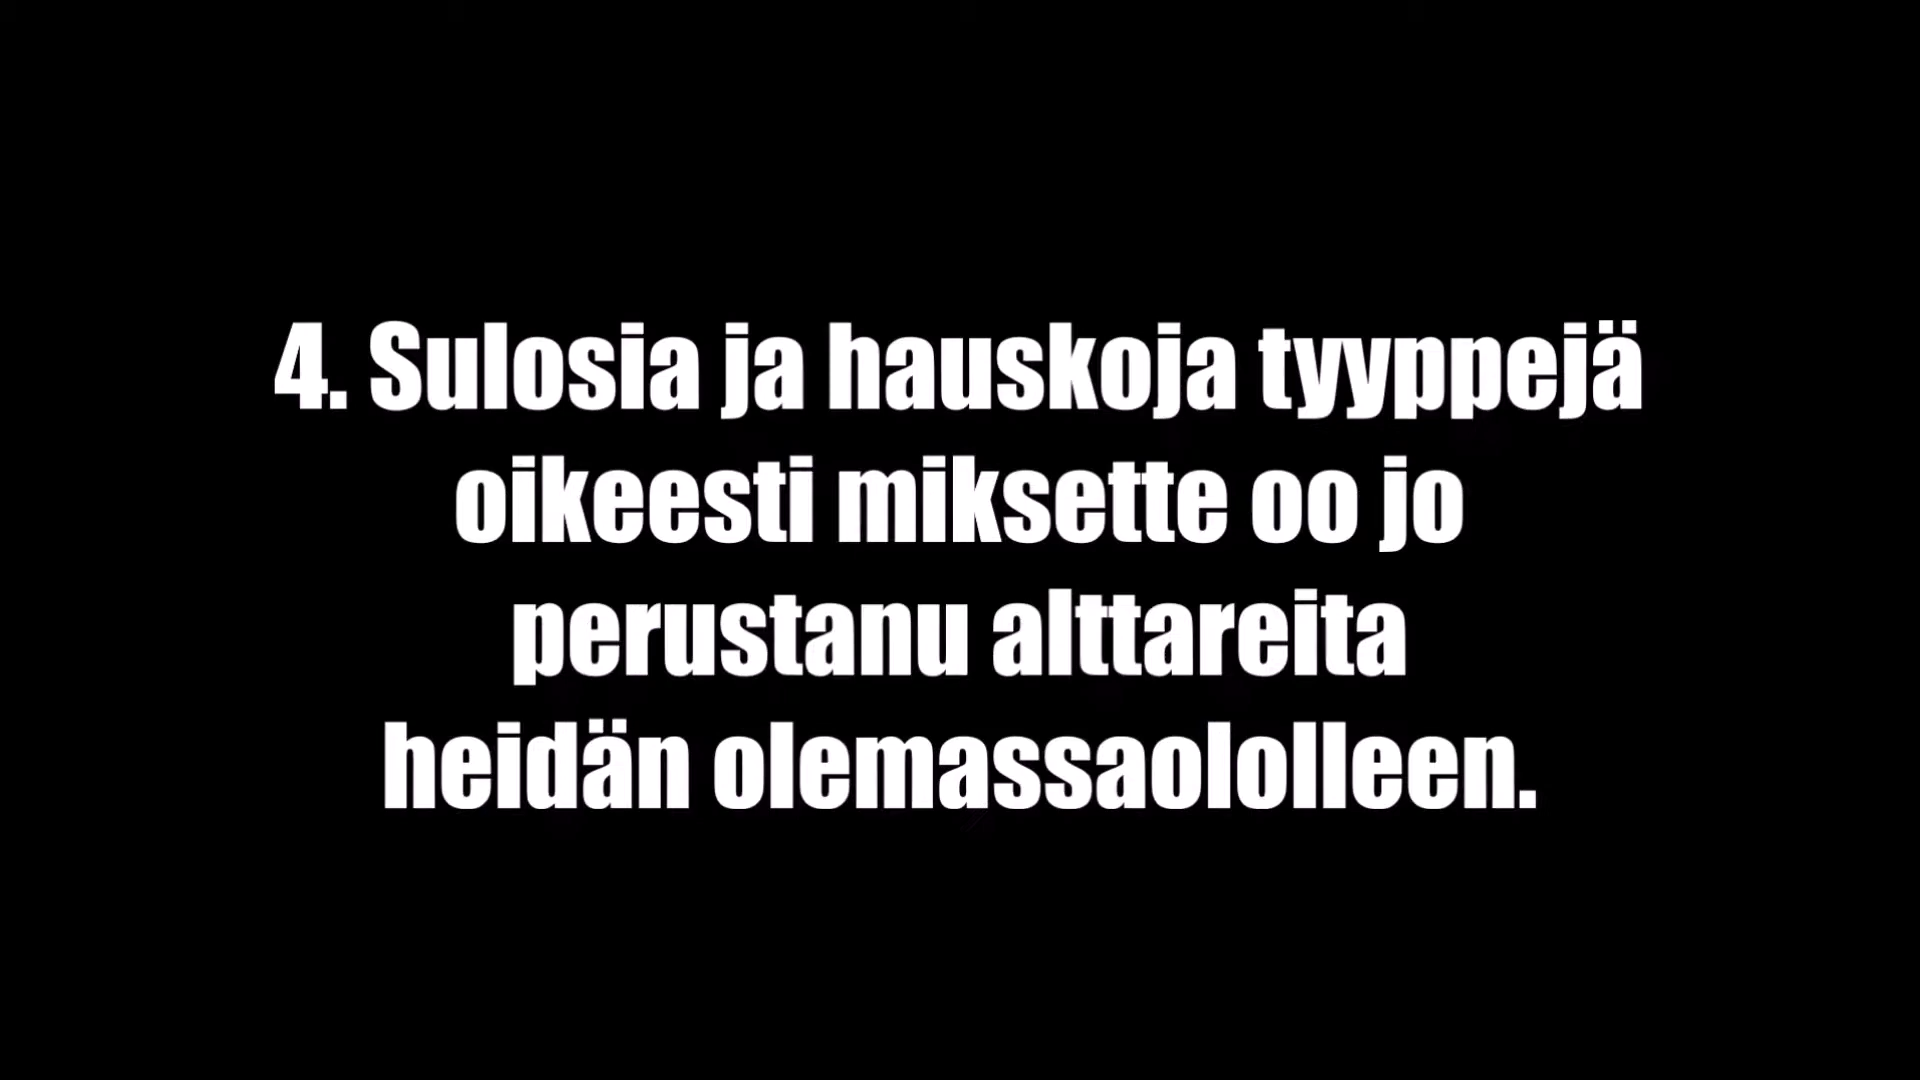 4. Sulosia ja hauskoja tyyppejä
oikeesti miksette oo jo
perustanu alttareita
heidän olemassaololleen.